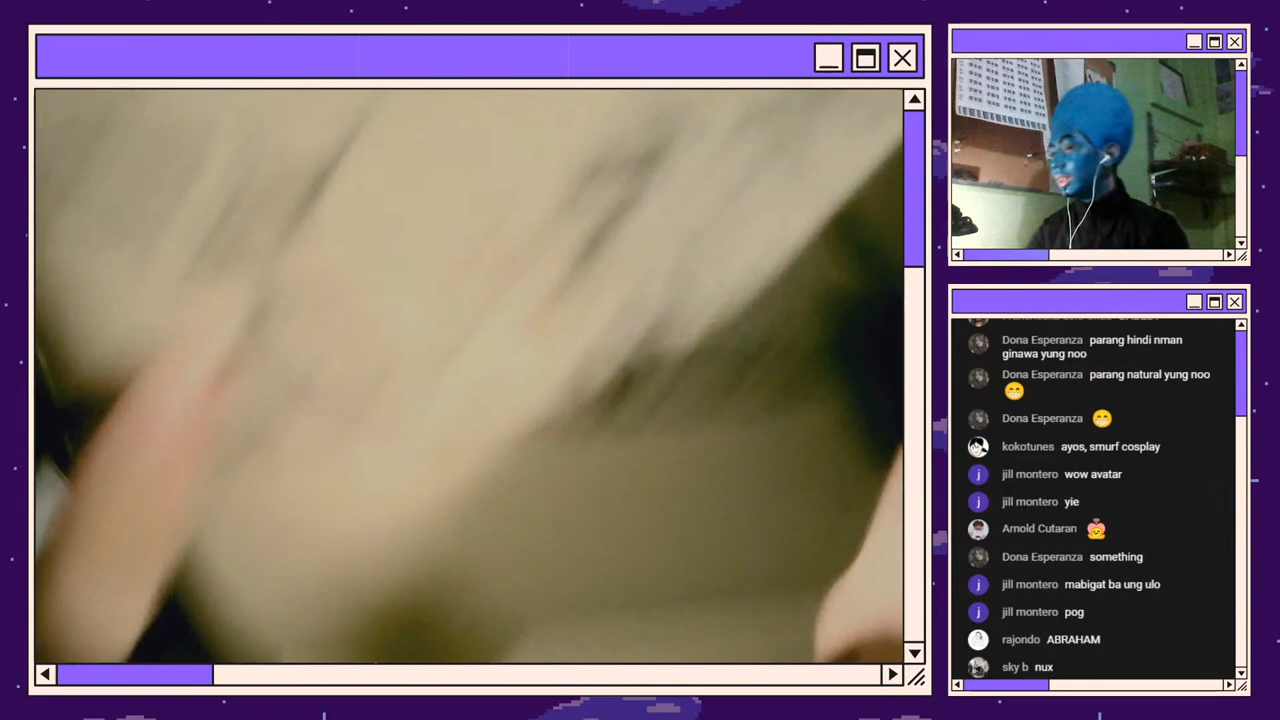 Dona Esperanza parang hindi nman
ginawa yung noo
Dona Esperanza parang natural yung noo
Dona Esperanza
kokotunes ayos, smurf cosplay
jill montero wow avatar
jill montero yie
Arnold Cutaran
Dona Esperanza something
jill montero mabigat ba ung ulo
jill montero pog
rajondo ABRAHAM
sky b nux